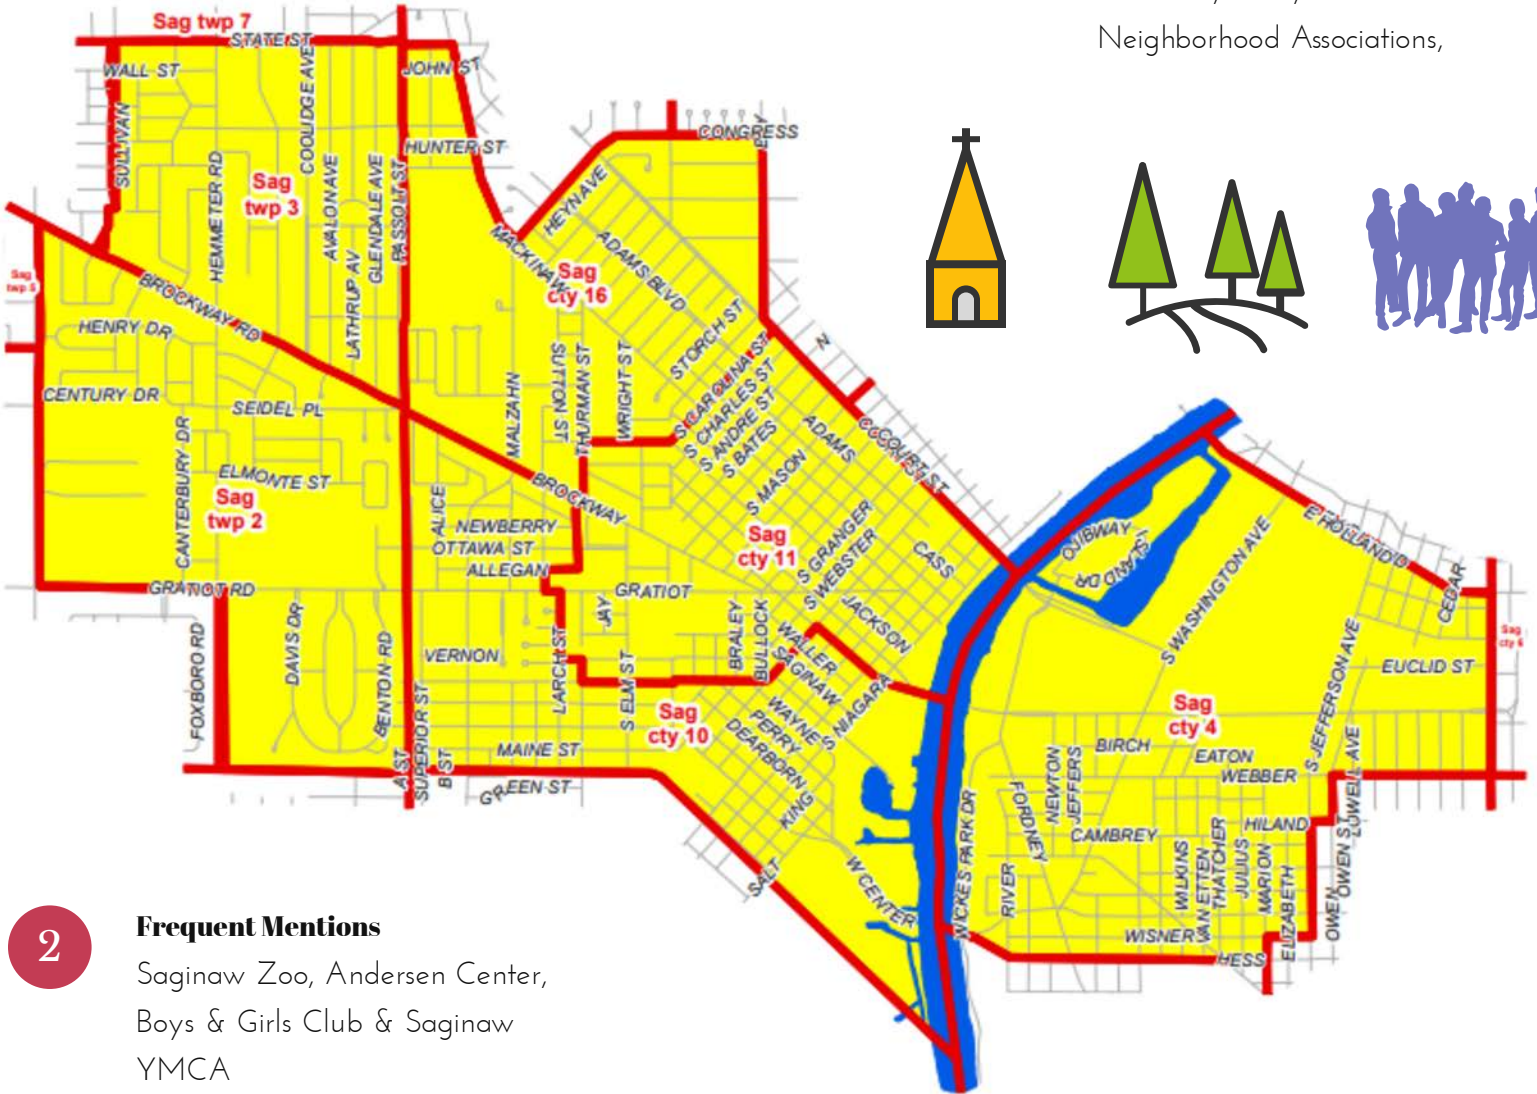 Neighborhood Associations,
Sag twp 7
STATE ST
WALL ST
JOHN ST
SULLIVAN
COOLIDGE AVE
HUNTER ST
CONGRESS
HEMMETER RD
Sag
twp 3
AVALON AVE
GLENDALE AVE
PASSOLT ST
HEYN AVE
LATHRUP AV
MACKINAW
ADAMS BLVD
Sag
cty 16
Sag
twp 5
BROCKWAY RD
HENRY DR
STORCH ST
N
CENTURY DR
SEIDEL PL
MALZAHN
SUTTON ST
THURMAN ST
WRIGHT ST
S CAROLINA ST
S CHARLES ST
S ANDRE ST
S BATES
ADAMS
COURT ST
CANTERBURY DR
ELMONTE ST
Sag
twp 2
ALICE
BROCKWAY
S MASON
NEWBERRY
OTTAWA ST
ALLEGAN
Sag
cty 11
S GRANGER
S WEBSTER
CASS
OJIBWAY
ISLAND DR
E HOLLAND
S WASHINGTON AVE
CEDAR
GRATIOT RD
GRATIOT
JAY
JACKSON
FOXBORO RD
DAVIS DR
BENTON RD
VERNON
LARCH ST
S ELM ST
BRALEY
BULLOCK
WALLER
SAGINAW
S NIAGARA
Sag
cty 6
EUCLID ST
S JEFFERSON AVE
Sag
cty 10
WAYNE
PERRY
DEARBORN
KING
Sag
cty 4
BIRCH
EATON
WEBBER
LOWELL AVE
A ST
SUPERIOR ST
B ST
MAINE ST
GREEN ST
SALT
W CENTER
WICKES PARK DR
FORDNEY
NEWTON
JEFFERS
CAMBREY
RIVER
HILAND
OWEN ST
WILKINS
VAN ETTEN
THATCHER
JULIUS
MARION
ELIZABETH
OWEN
WISNER
HESS
2
Frequent Mentions
Saginaw Zoo, Andersen Center,
Boys & Girls Club & Saginaw
YMCA